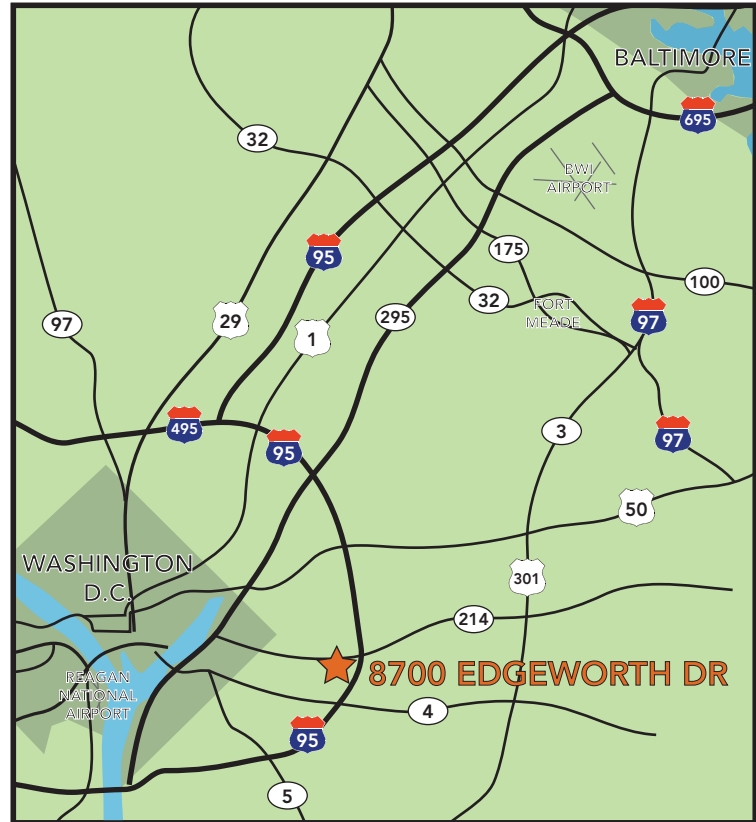 BALTIMORE
695
32
BWI
AIRPORT
95
175
100
32
97
29
1
295
FORT
MEADE
97
495
95
3
97
50
WASHINGTON
D.C.
301
214
8700 EDGEWORTH DR
REAGAN
NATIONAL
AIRPORT
4
95
5